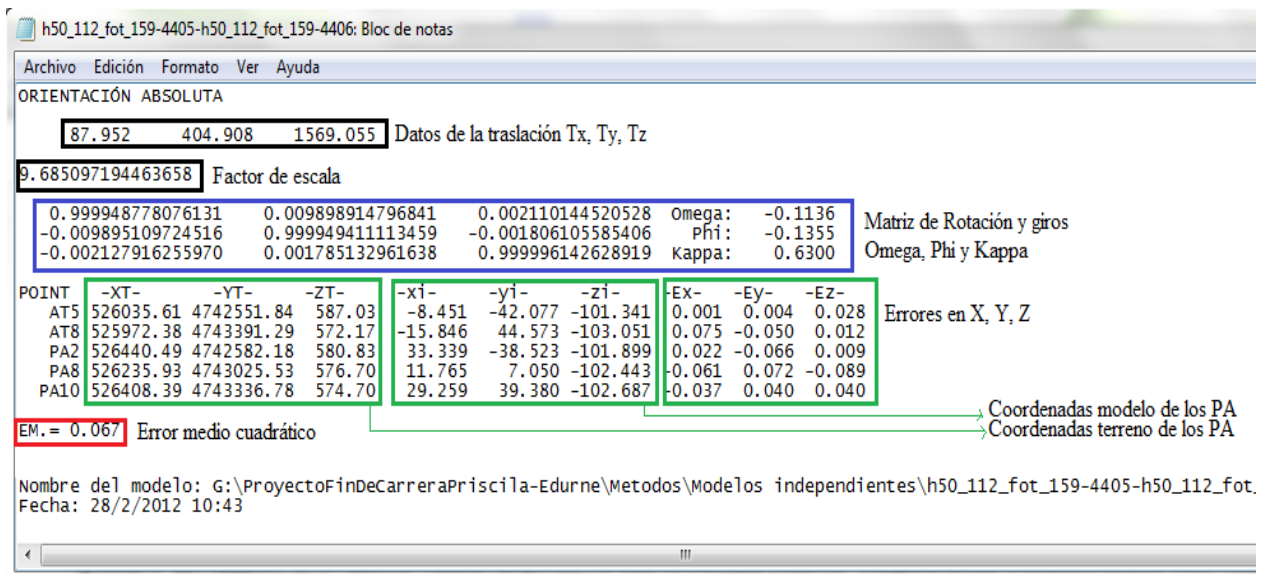 h50_112_fot_159-4405-h50_112_fot_159-4406: Bloc de notas
Archivo Edición Formato Ver Ayuda
ORIENTACIÓN ABSOLUTA
87.952 404.908 1569.055 Datos de la traslación Tx, Ty, Tz
9.685097194463658 Factor de escala
0.999948778076131 0.009898914796841 0.002110144520528 Omega: -0.1136
-0.009895109724516 0.999949411113459 -0.001806105585406 Phi: -0.1355
-0.002127916255970 0.001785132961638 0.999996142628919 Kappa: 0.6300
Matriz de Rotación y giros
Omega, Phi y Kappa
POINT -XT- -YT- -ZT- -xi- -yi- -zi- -Ex- -Ey- -Ez-
AT5 526035.61 4742551.84 587.03 -8.451 -42.077 -101.341 0.001 0.004 0.028 Errores en X, Y, Z
AT8 525972.38 4743391.29 572.17 -15.846 44.573 -103.051 0.075 -0.050 0.012
PA2 526440.49 4742582.18 580.83 33.339 -38.523 -101.899 0.022 -0.066 0.009
PA8 526235.93 4743025.53 576.70 11.765 7.050 -102.443 -0.061 0.072 -0.089
PA10 526408.39 4743336.78 574.70 29.259 39.380 -102.687 -0.037 0.040 0.040
Coordenadas modelo de los PA
Coordenadas terreno de los PA
EM.= 0.067 Error medio cuadrático
Nombre del modelo: G:\ProyectoFinDeCarreraPriscila-Edurne\Metodos\Modelos independientes\h50_112_fot_159-4405-h50_112_fot_
Fecha: 28/2/2012 10:43